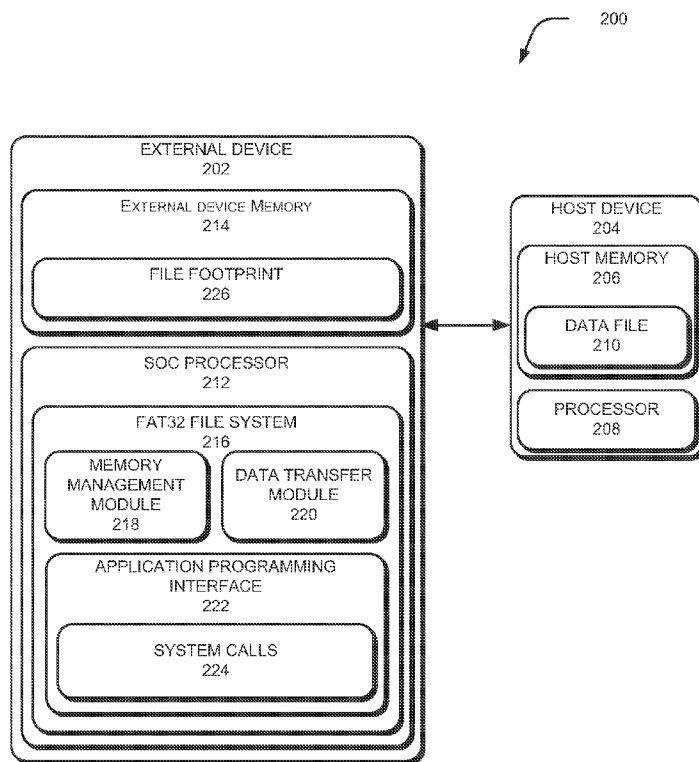 200
EXTERNAL DEVICE
202
EXTERNAL DEVICE MEMORY
214
FILE FOOTPRINT
226
SOC PROCESSOR
212
FAT32 FILE SYSTEM
216
MEMORY
MANAGEMENT
MODULE
218
DATA TRANSFER
MODULE
220
APPLICATION PROGRAMMING
INTERFACE
222
SYSTEM CALLS
224
HOST DEVICE
204
HOST MEMORY
206
DATA FILE
210
PROCESSOR
208